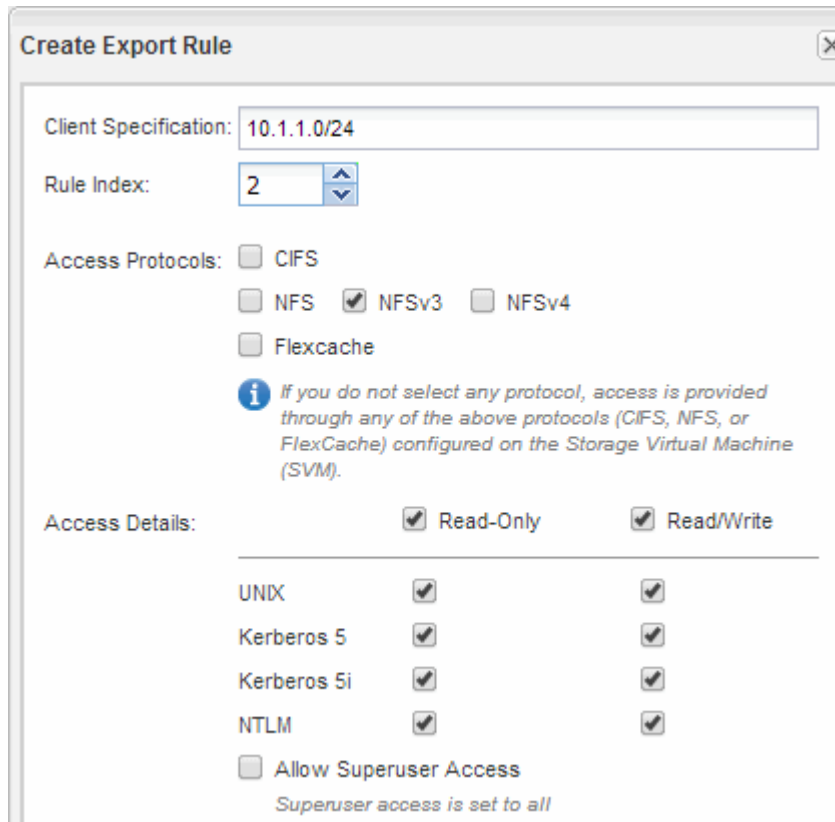 Create Export Rule
Client Specification: 10.1.1.0/24
Rule Index: 2
Access Protocols: CIFS
NFS NFSv3 NFSv4
Flexcache
If you do not select any protocol, access is provided
through any of the above protocols (CIFS, NFS, or
FlexCache) configured on the Storage Virtual Machine
(SVM).
Access Details: Read-Only Read/Write
UNIX
Kerberos 5
Kerberos 5i
NTLM
Allow Superuser Access
Superuser access is set to all